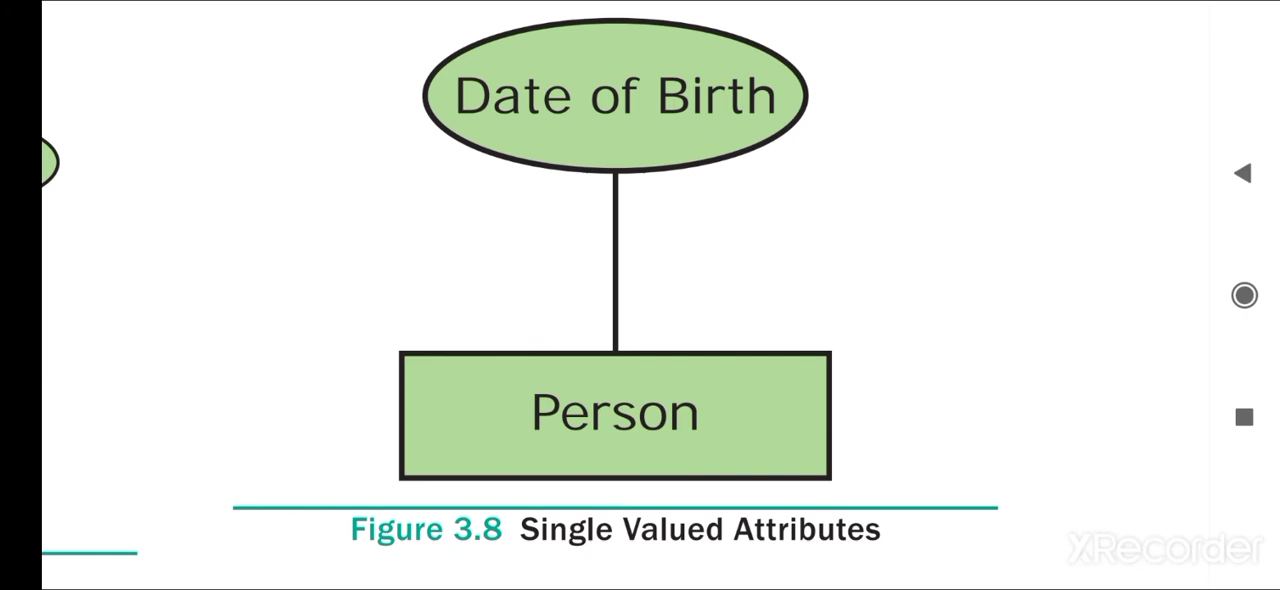 Date of Birth
Person
Figure 3.8 Single Valued Attributes
XRecorder